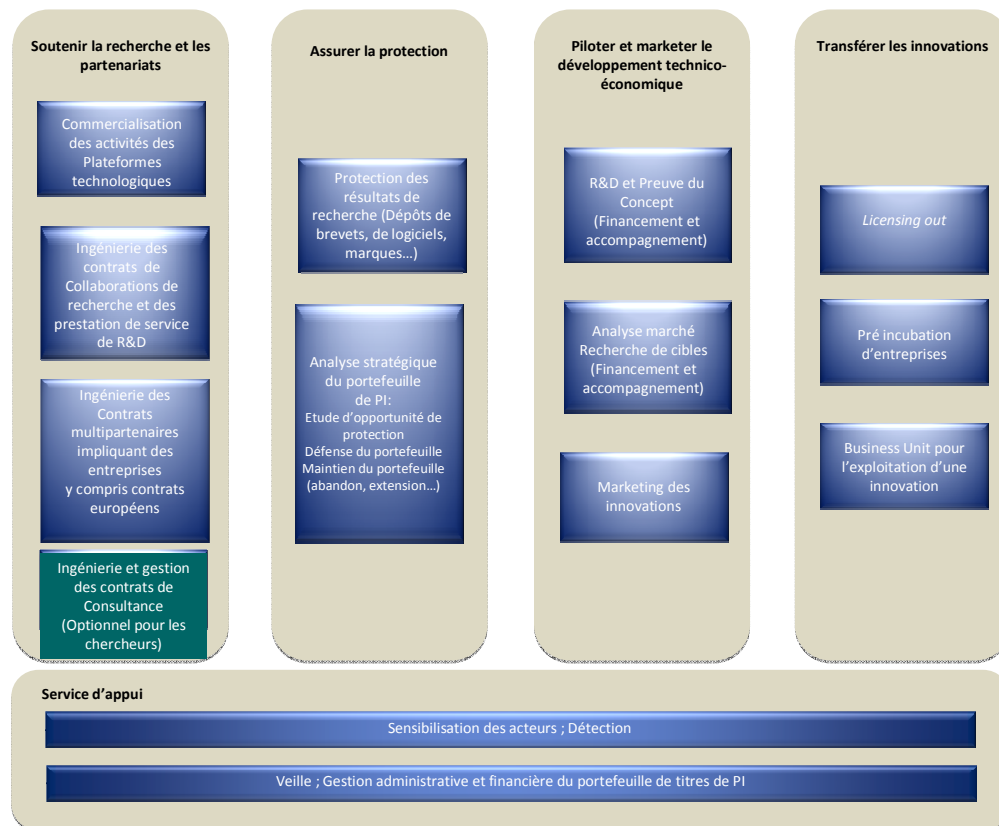 Soutenir la recherche et les
partenariats
Commercialisation
des activités des
Plateformes
technologiques
Ingénierie des
contrats de
Collaborations de
recherche et des
prestation de service
de R&D
Ingénierie des
Contrats
multipartenaires
impliquant des
entreprises
y compris contrats
européens
Ingénierie et gestion
des contrats de
Consultance
(Optionnel pour les
chercheurs)
Assurer la protection
Protection des
résultats de
recherche (Dépôts de
brevets, de logiciels,
marques…)
Analyse stratégique
du portefeuille
de PI:
Etude d'opportunité de
protection
Défense du portefeuille
Maintien du portefeuille
(abandon, extension…)
Piloter et marketer le
développement technico-
économique
R&D et Preuve du
Concept
(Financement et
accompagnement)
Analyse marché
Recherche de cibles
(Financement et
accompagnement)
Marketing des
innovations
Transférer les innovations
Licensing out
Pré incubation
d'entreprises
Business Unit pour
l'exploitation d'une
innovation
Service d'appui
Sensibilisation des acteurs ; Détection
Veille ; Gestion administrative et financière du portefeuille de titres de PI